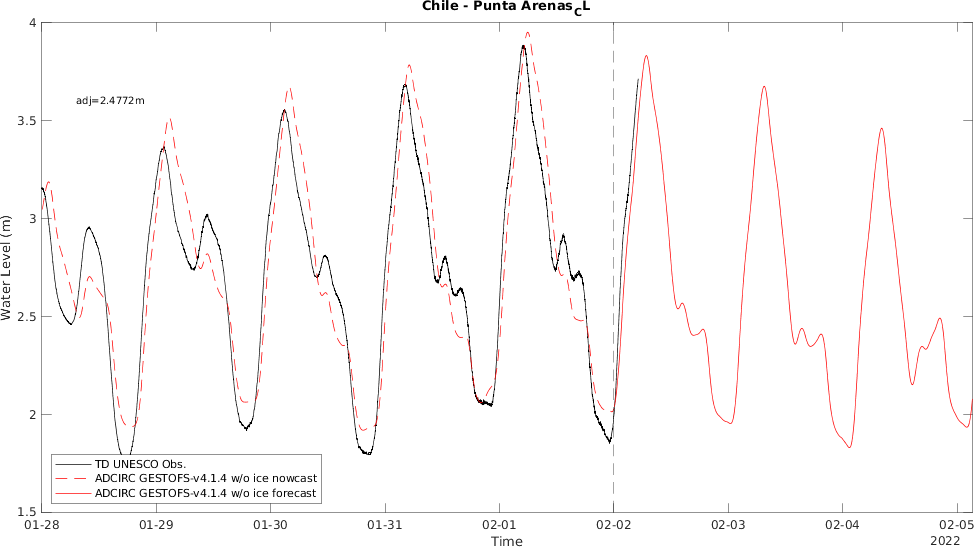 Chile - Punta Arenas_CL
4
3.5
3
2.5
2
1.5
Water Level (m)
adj=2.4772m
TD UNESCO Obs.
ADCIRC GESTOFS-v4.1.4 w/o ice nowcast
ADCIRC GESTOFS-v4.1.4 w/o ice forecast
01-28 01-29 01-30 01-31 02-01 02-02 02-03 02-04 02-05
Time
2022